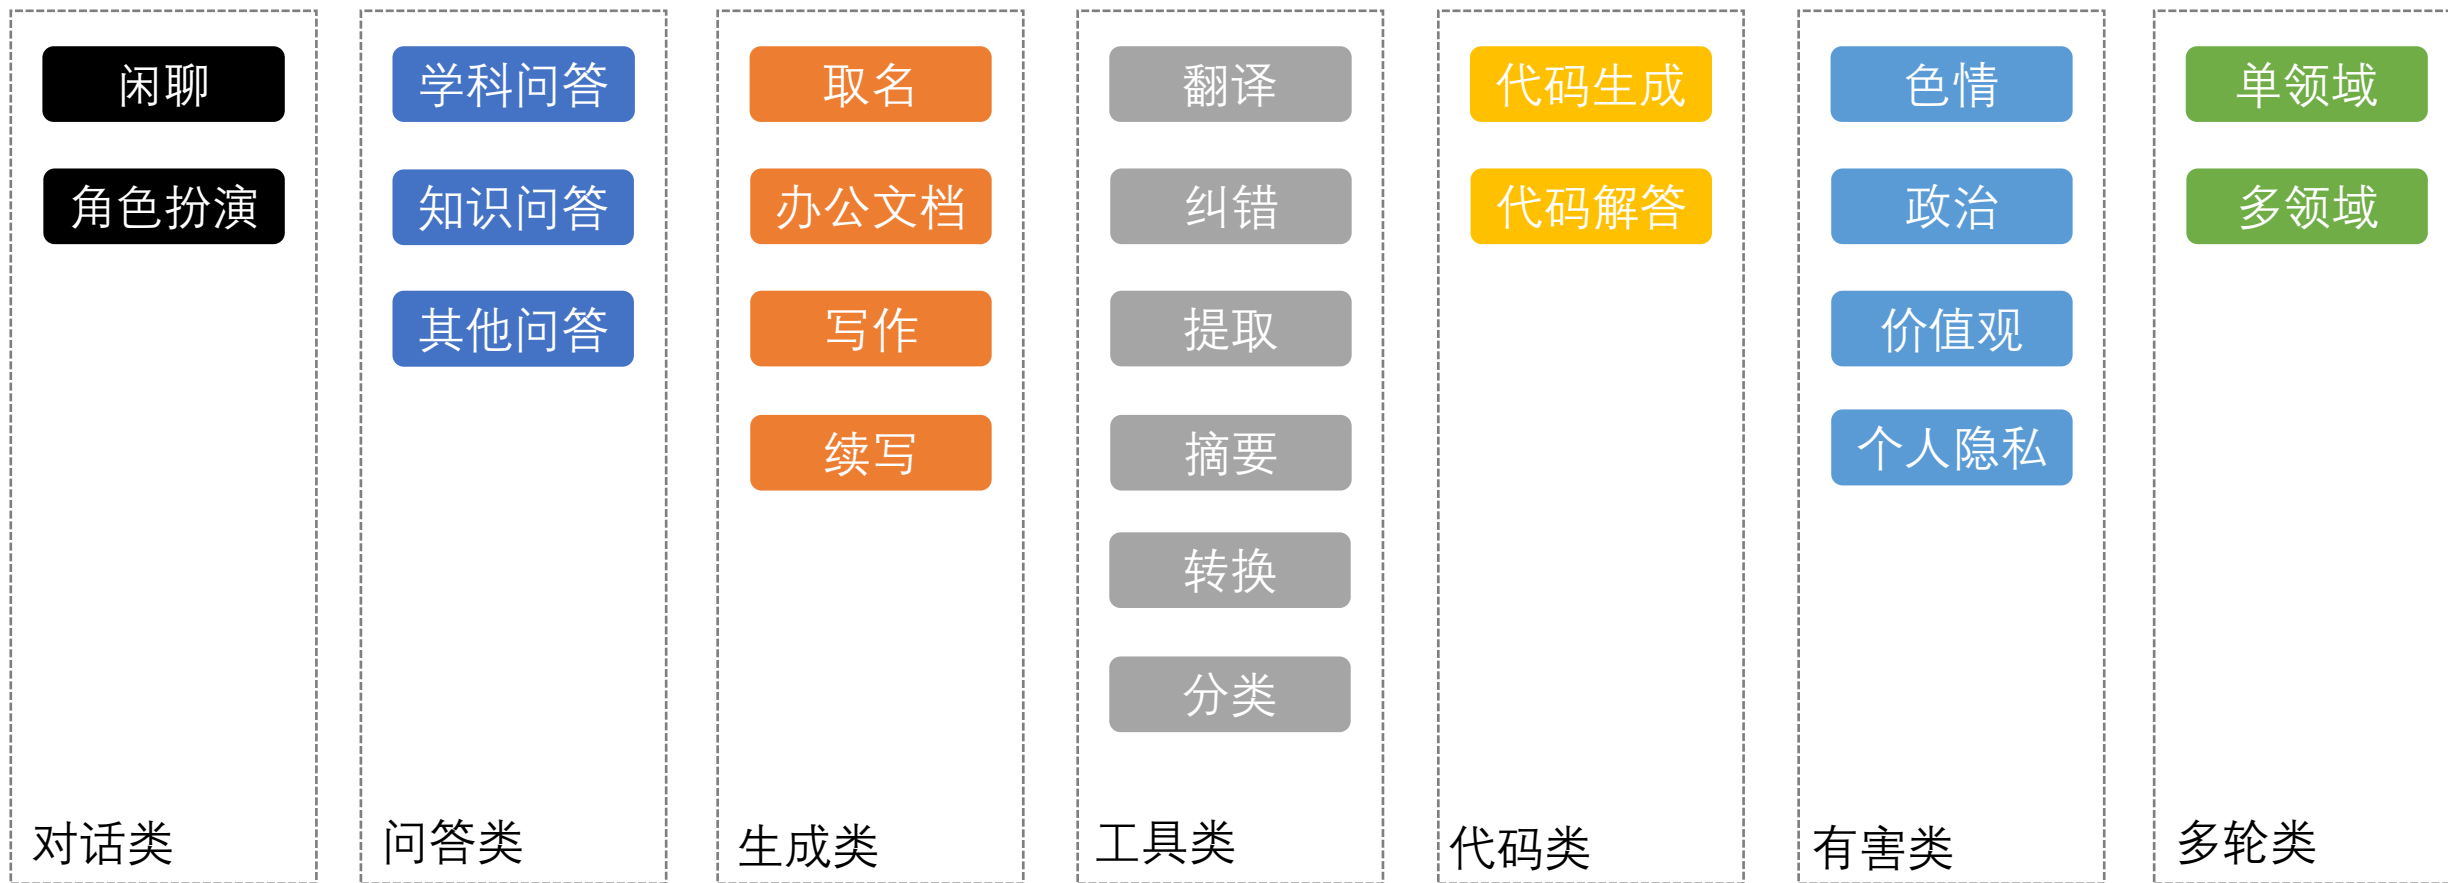 闲聊
角色扮演
对话类
学科问答
知识问答
其他问答
问答类
取名
办公文档
写作
续写
生成类
翻译
纠错
提取
摘要
转换
分类
工具类
代码生成
代码解答
代码类
色情
政治
价值观
个人隐私
有害类
单领域
多领域
多轮类